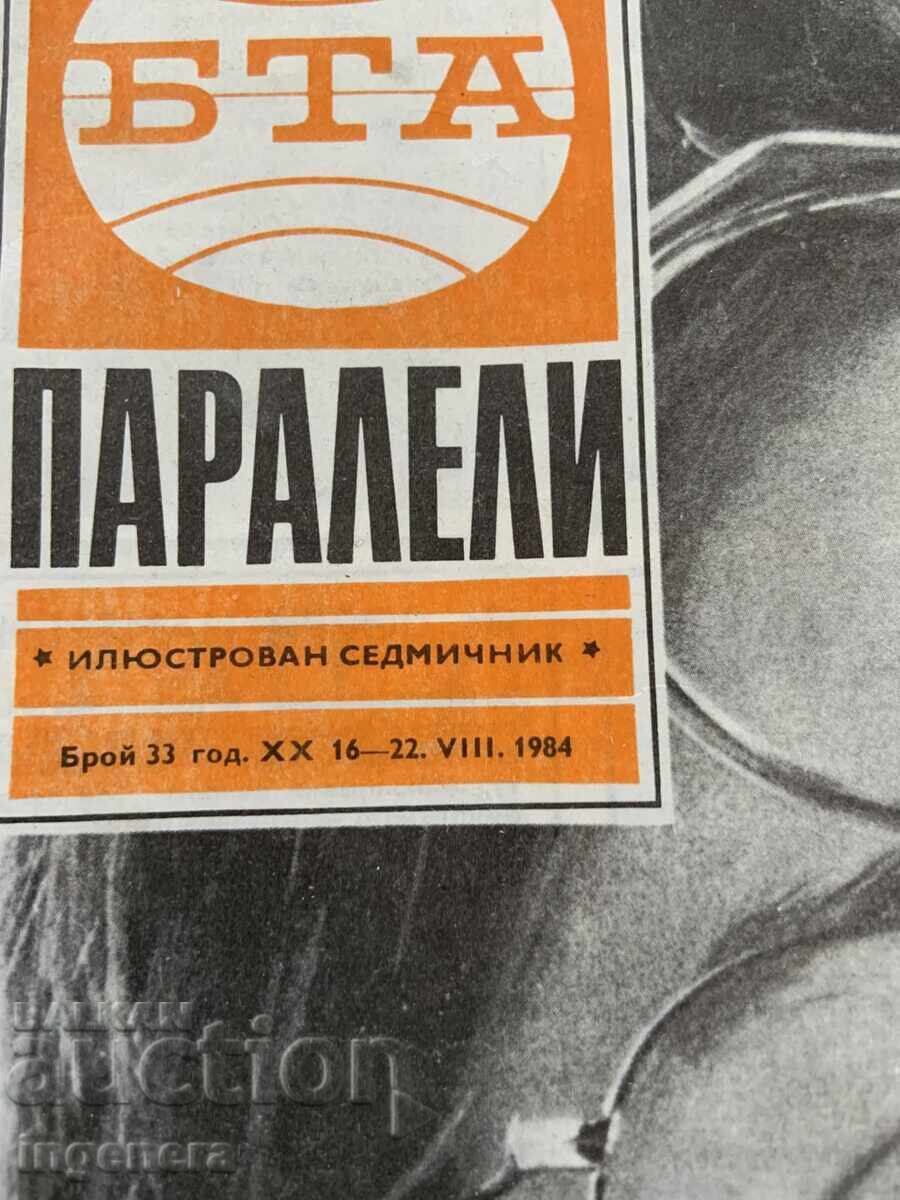 БТА
ПАРАЛЕЛИ
★ ИЛЮСТРОВАН СЕДМИЧНИК ★
Брой 33 год. XX 16—22. VIII. 1984
BALKAN
auction
ingenera